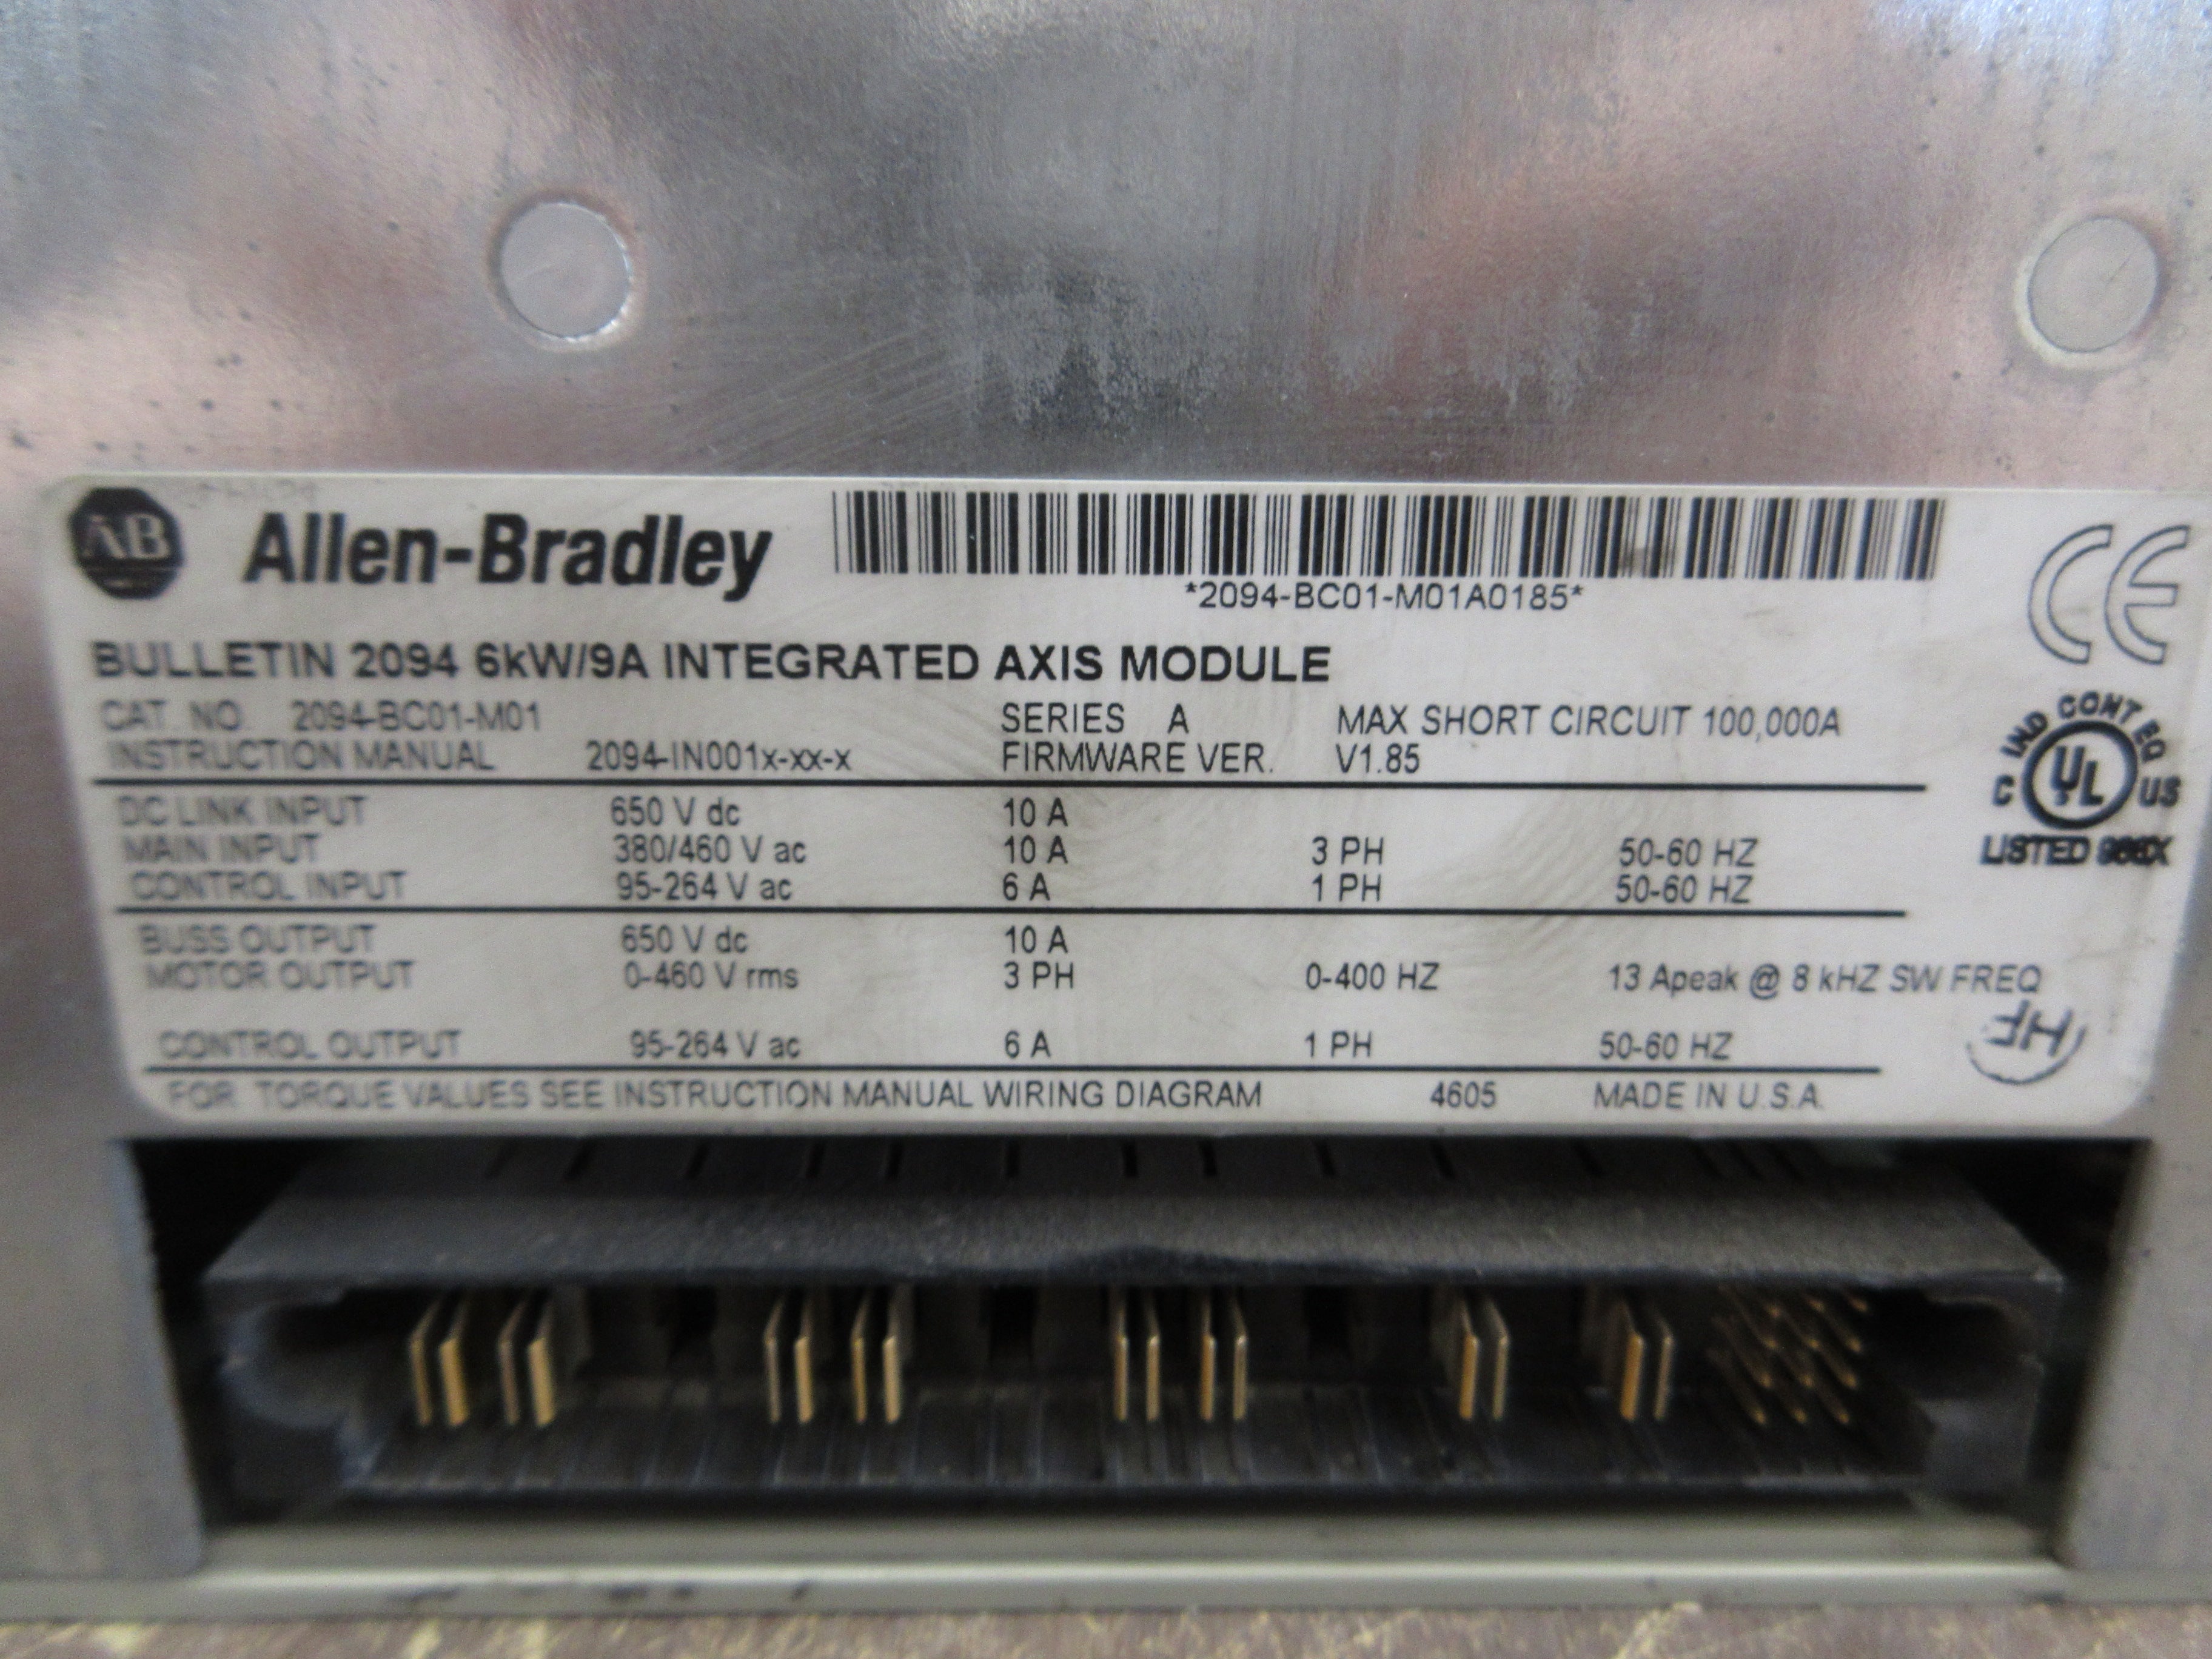 AB Allen-Bradley
*2094-BC01-M01A0185*
CE
BULLETIN 2094 6kW/9A INTEGRATED AXIS MODULE
CAT. NO. 2094-BC01-M01 SERIES A MAX SHORT CIRCUIT 100,000A
INSTRUCTION MANUAL 2094-IN001x-xx-x FIRMWARE VER. V1.85
IND CONT EQ
C UL US
LISTED
DC LINK INPUT 650 V dc 10 A
MAIN INPUT 380/460 V ac 10 A 3 PH 50-60 HZ
CONTROL INPUT 95-264 V ac 6 A 1 PH 50-60 HZ
BUSS OUTPUT 650 V dc 10 A
MOTOR OUTPUT 0-460 V rms 3 PH 0-400 HZ 13 Apeak @ 8 kHZ SW FREQ
CONTROL OUTPUT 95-264 V ac 6 A 1 PH 50-60 HZ
FOR TORQUE VALUES SEE INSTRUCTION MANUAL WIRING DIAGRAM 4605 MADE IN U.S.A.